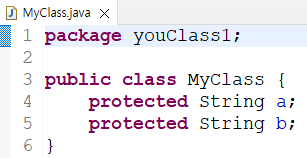 MyClass.java
1 package youClass1;
2
3 public class MyClass {
4     protected String a;
5     protected String b;
6 }